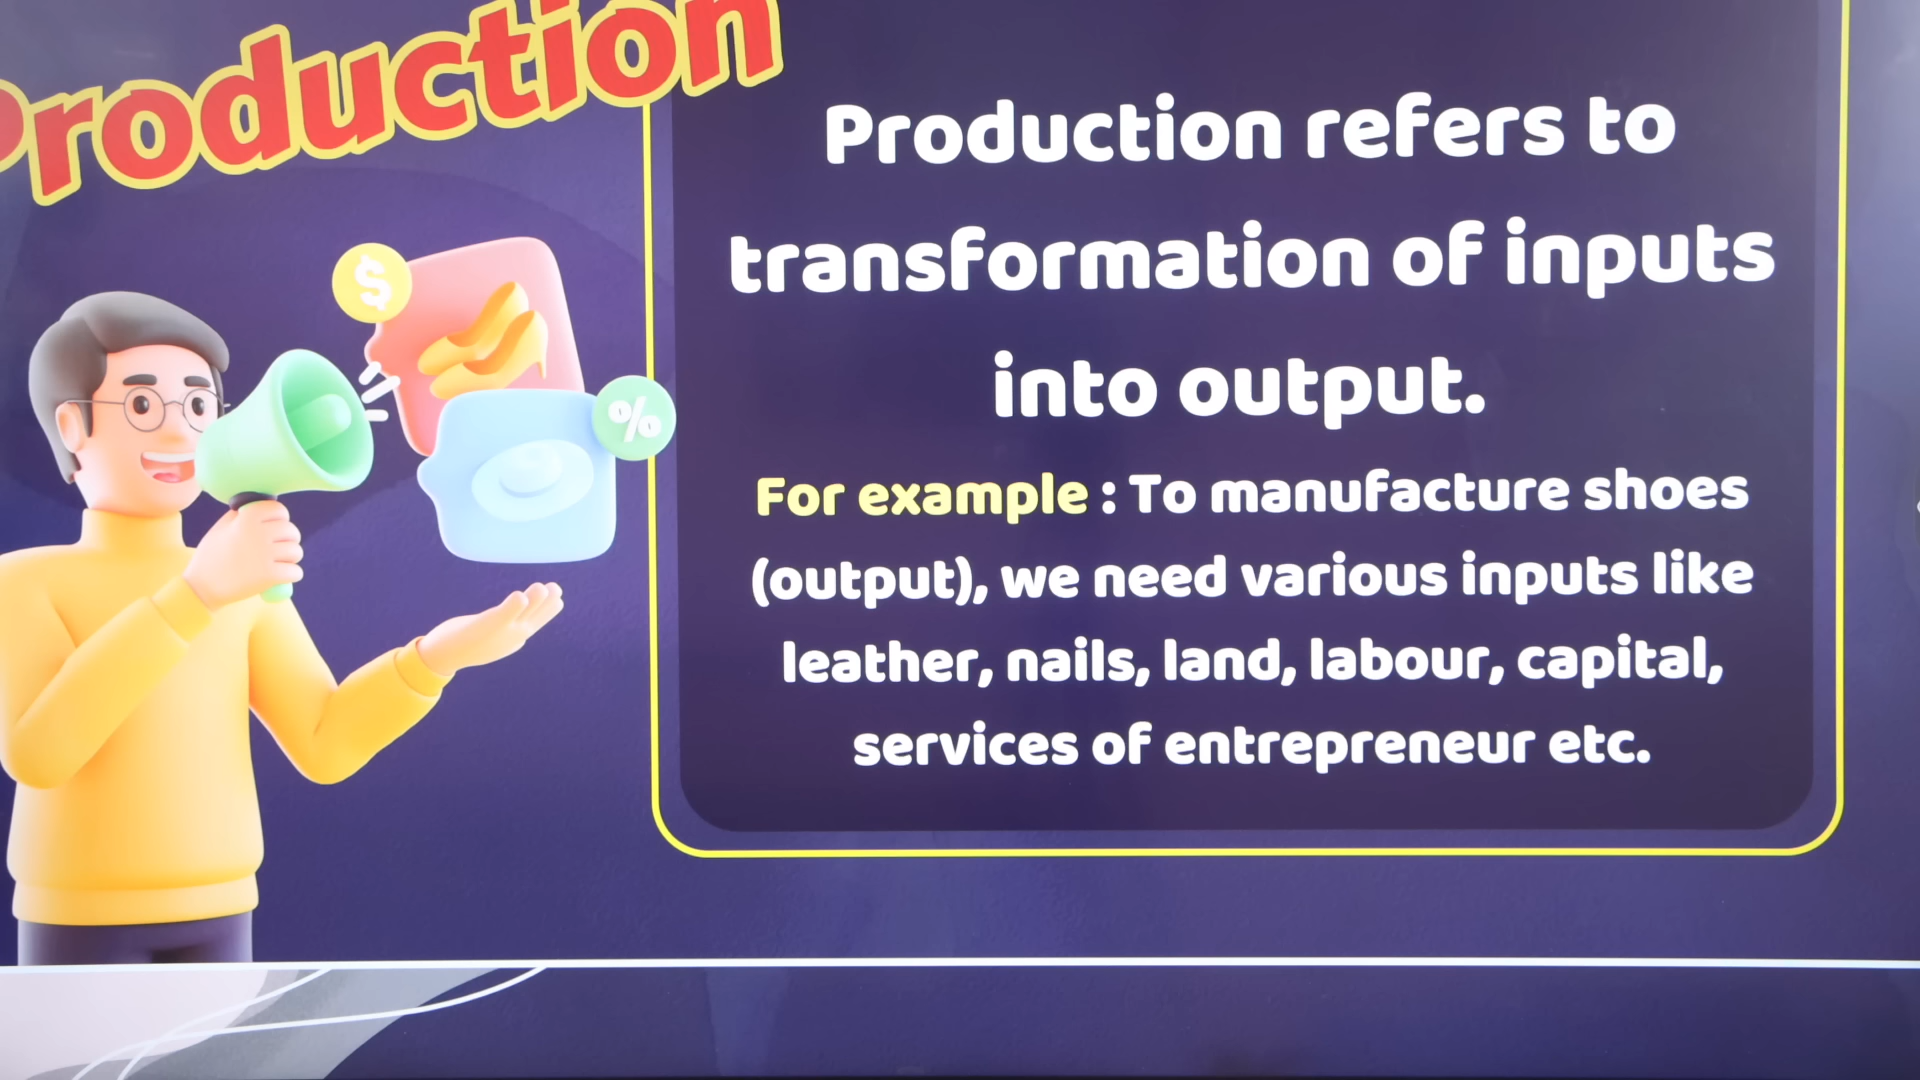 Production
Production refers to
transformation of inputs
into output.
For example : To manufacture shoes
(output), we need various inputs like
leather, nails, land, labour, capital,
services of entrepreneur etc.
$
%